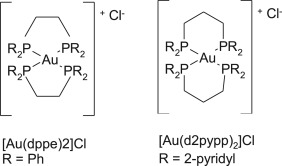 + Cl-
R2P PR2
Au
R2P PR2
[Au(dppe)2]Cl
R = Ph
+ Cl-
R2P PR2
Au
R2P PR2
[Au(d2pypp)2]Cl
R = 2-pyridyl